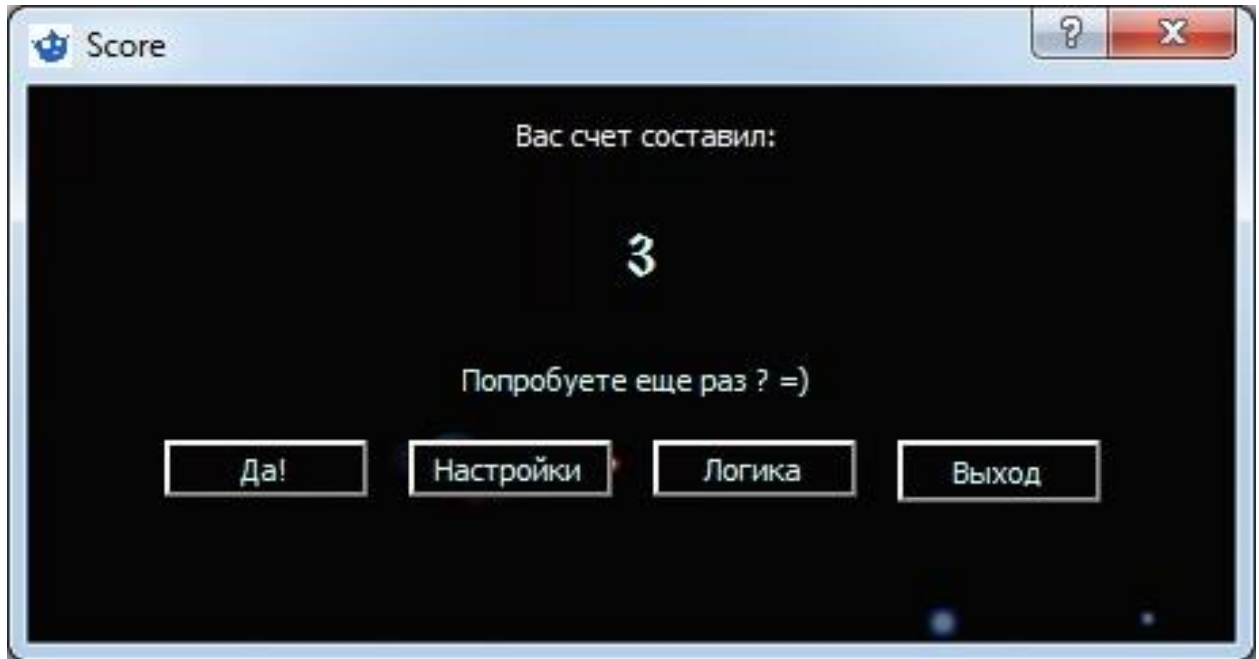 Score
Вас счет составил:
3
Попробуете еще раз ? =)
Да! Настройки Логика Выход